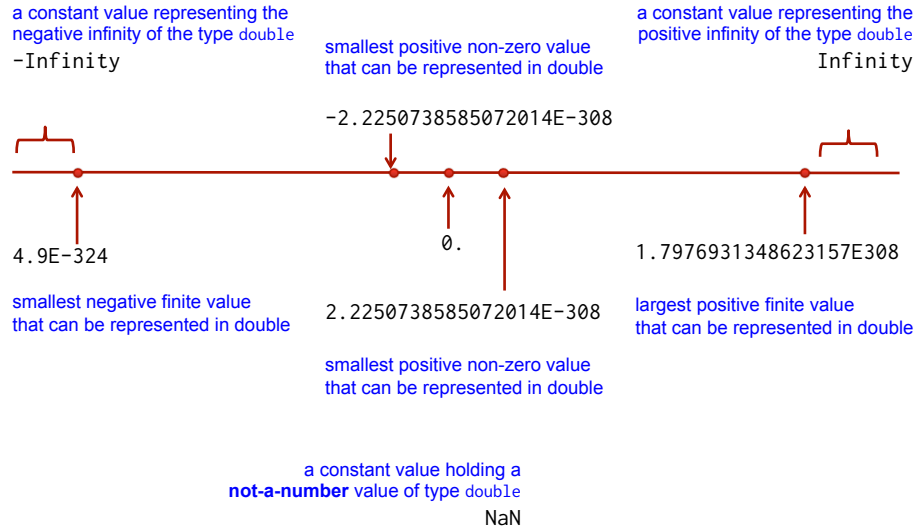 a constant value representing the
negative infinity of the type double
-Infinity
smallest positive non-zero value
that can be represented in double
a constant value representing the
positive infinity of the type double
Infinity
-2.2250738585072014E-308
4.9E-324
0.
1.7976931348623157E308
smallest negative finite value
that can be represented in double
2.2250738585072014E-308
largest positive finite value
that can be represented in double
smallest positive non-zero value
that can be represented in double
a constant value holding a
not-a-number value of type double
NaN